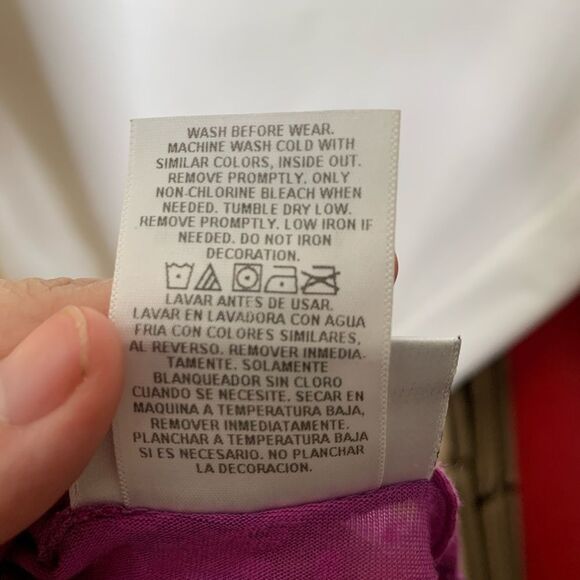 WASH BEFORE WEAR.
MACHINE WASH COLD WITH
SIMILAR COLORS, INSIDE OUT.
REMOVE PROMPTLY. ONLY
NON-CHLORINE BLEACH WHEN
NEEDED. TUMBLE DRY LOW.
REMOVE PROMPTLY. LOW IRON IF
NEEDED. DO NOT IRON
DECORATION.
LAVAR ANTES DE USAR.
LAVAR EN LAVADORA CON AGUA
FRIA CON COLORES SIMILARES,
AL REVERSO. REMOVER INMEDIA-
TAMENTE. SOLAMENTE
BLANQUEADOR SIN CLORO
CUANDO SE NECESITE. SECAR EN
MAQUINA A TEMPERATURA BAJA,
REMOVER INMEDIATAMENTE.
PLANCHAR A TEMPERATURA BAJA
SI ES NECESARIO. NO PLANCHAR
LA DECORACION.